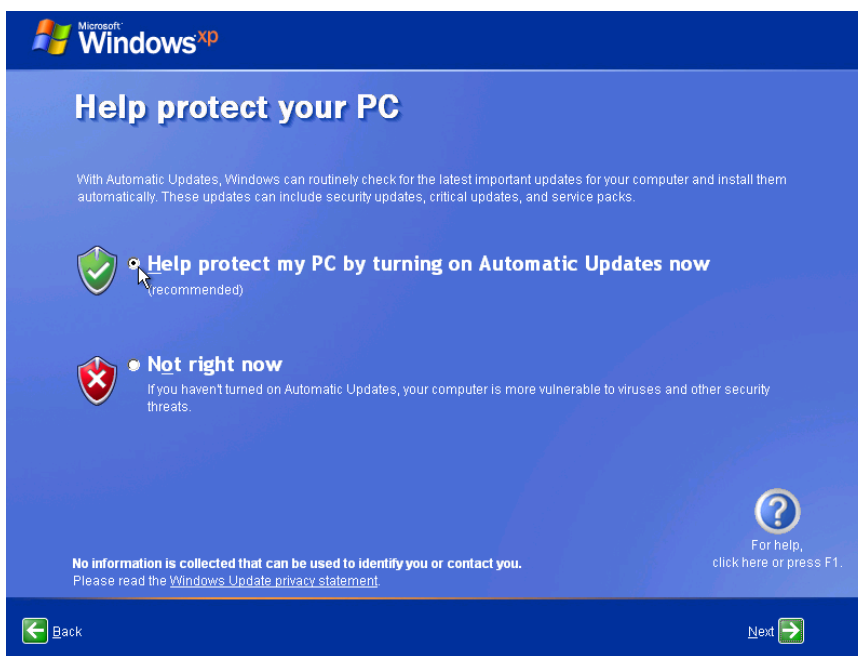 Microsoft
Windows xp
Help protect your PC
With Automatic Updates, Windows can routinely check for the latest important updates for your computer and install them
automatically. These updates can include security updates, critical updates, and service packs.
Help protect my PC by turning on Automatic Updates now
(recommended)
Not right now
If you haven't turned on Automatic Updates, your computer is more vulnerable to viruses and other security
threats.
For help,
click here or press F1.
No information is collected that can be used to identify you or contact you.
Please read the Windows Update privacy statement.
Back
Next